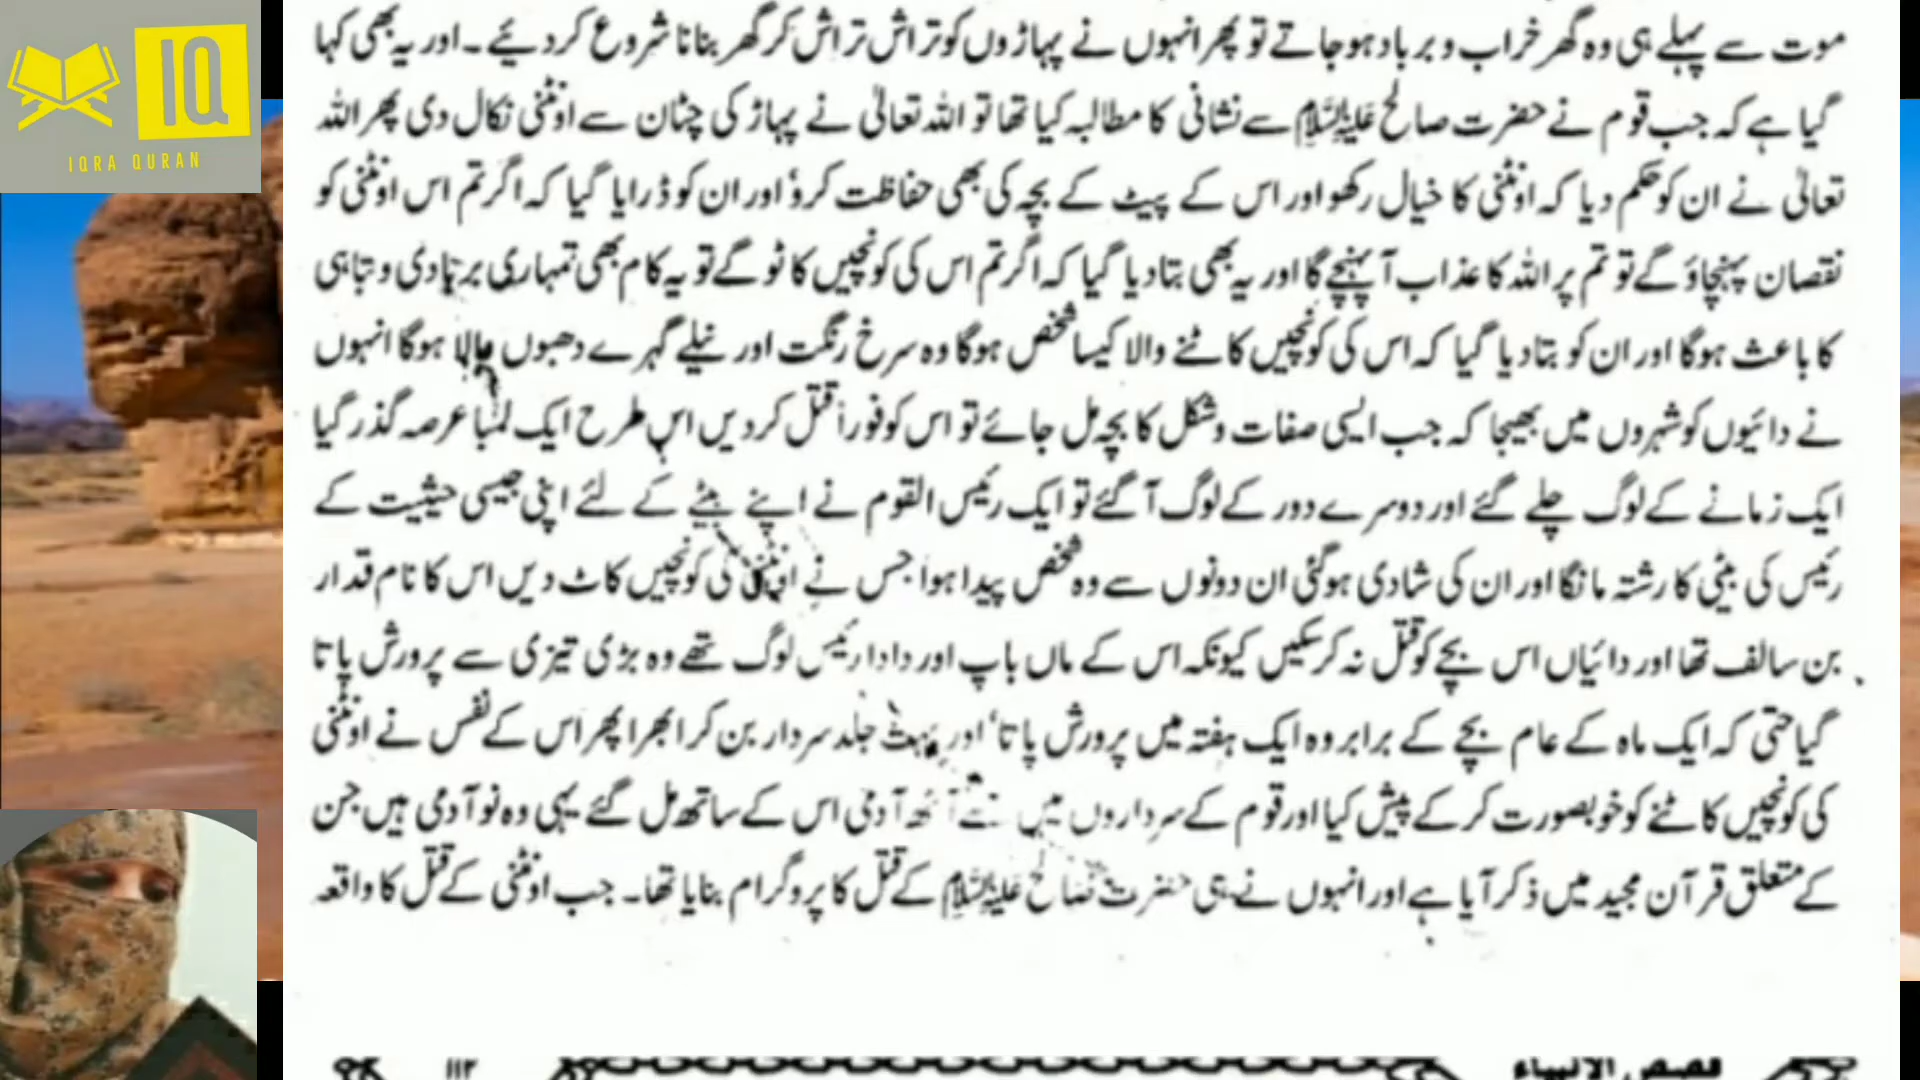 IQ
IQRA QURAN
موت سے پہلے ہی وہ گھر خراب و برباد ہو جاتے تو پھر انہوں نے پہاڑوں کو تراش تراش کر گھر بنانا شروع کر دئیے۔ اور یہ بھی کہا
گیا ہے کہ جب قوم نے حضرت صالح علیہ السلام سے نشانی کا مطالبہ کیا تھا تو اللہ تعالیٰ نے پہاڑ کی چٹان سے اونٹنی نکال دی پھر اللہ
تعالیٰ نے ان کو حکم دیا کہ اونٹنی کا خیال رکھو اور اس کے پیٹ کے بچہ کی بھی حفاظت کرو' اور ان کو ڈرایا گیا کہ اگر تم اس اونٹنی کو
نقصان پہنچاؤ گے تو تم پر اللہ کا عذاب آ پہنچے گا اور یہ بھی بتا دیا گیا کہ اگر تم اس کی کونچیں کاٹو گے تو یہ کام بھی تمہاری بربادی و تباہی
کا باعث ہوگا اور ان کو بتا دیا گیا کہ اس کی کونچیں کاٹنے والا کیسا شخص ہوگا وہ سرخ رنگت اور نیلے گہرے دھبوں والا ہوگا انہوں
نے دائیوں کو شہروں میں بھیجا کہ جب ایسی صفات و شکل کا بچہ مل جائے تو اس کو فوراً قتل کر دیں اس طرح ایک لمبا عرصہ گذر گیا
ایک زمانے کے لوگ چلے گئے اور دوسرے دور کے لوگ آ گئے تو ایک رئیس القوم نے اپنے بیٹے کے لئے اپنی جیسی حیثیت کے
رئیس کی بیٹی کا رشتہ مانگا اور ان کی شادی ہو گئی ان دونوں سے وہ شخص پیدا ہوا جس نے اونٹنی کی کونچیں کاٹ دیں اس کا نام قدار
بن سالف تھا اور دائیاں اس بچے کو قتل نہ کر سکیں کیونکہ اس کے ماں باپ اور دادا رئیس لوگ تھے وہ بڑی تیزی سے پرورش پاتا
گیا حتی کہ ایک ماہ کے عام بچے کے برابر وہ ایک ہفتہ میں پرورش پاتا' اور بہت جلد سردار بن کر ابھرا پھر اس کے نفس نے اونٹنی
کی کونچیں کاٹنے کو خوبصورت کر کے پیش کیا اور قوم کے سرداروں میں سے آٹھ آدمی اس کے ساتھ مل گئے یہی وہ نو آدمی ہیں جن
کے متعلق قرآن مجید میں ذکر آیا ہے اور انہوں نے ہی حضرت صالح علیہ السلام کے قتل کا پروگرام بنایا تھا۔ جب اونٹنی کے قتل کا واقعہ
قصص الانبیاء ۱۱۲